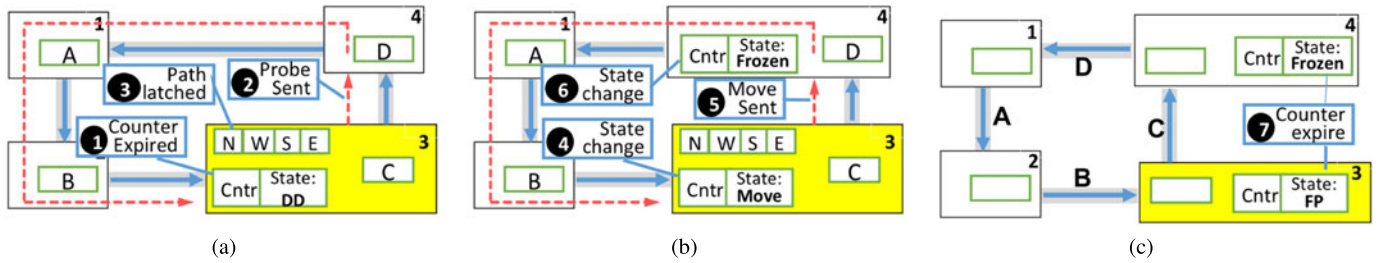 1
4
A
D
3 Path
latched
2 Probe
Sent
1 Counter
Expired
N W S E
3
B
C
Cntr State:
DD
(a)
1
4
A
Cntr State:
Frozen
D
6 State
change
5 Move
Sent
4 State
change
N W S E
3
B
C
Cntr State:
Move
(b)
1
4
Cntr State:
Frozen
D
A
C
7 Counter
expire
2
B
3
Cntr State:
FP
(c)